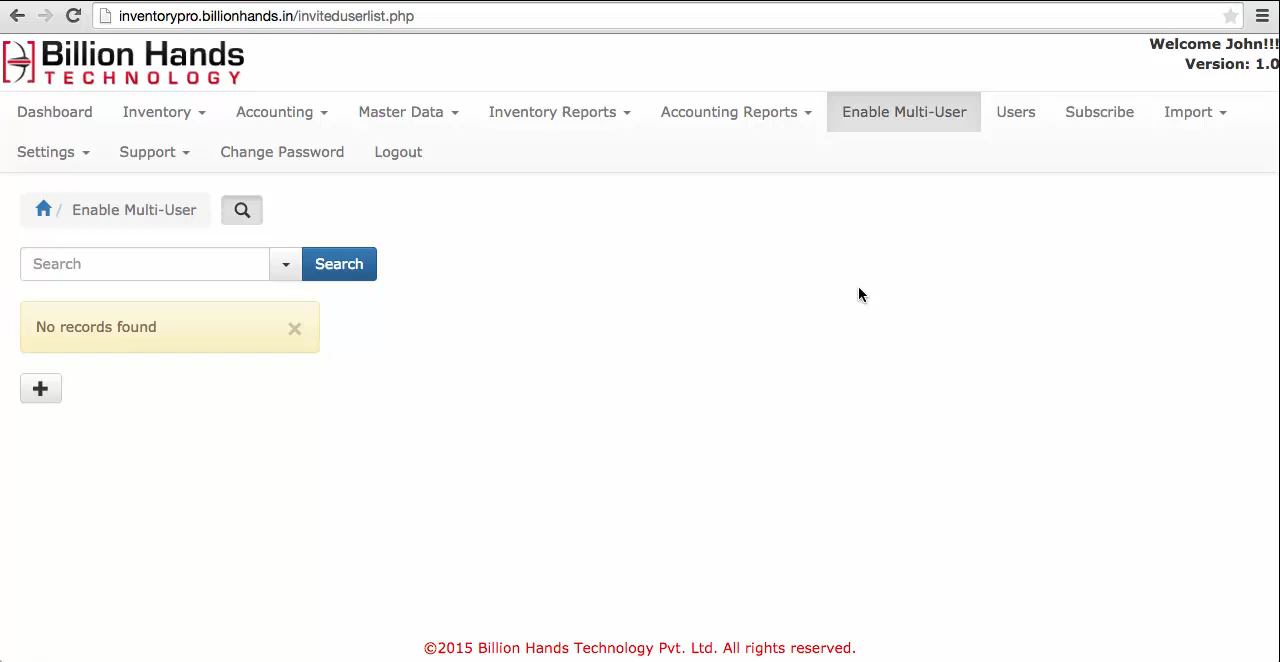 inventorypro.billionhands.in/inviteduserlist.php
Billion Hands
TECHNOLOGY
Welcome John!!!
Version: 1.0
Dashboard Inventory Accounting Master Data Inventory Reports Accounting Reports Enable Multi-User Users Subscribe Import
Settings Support Change Password Logout
/ Enable Multi-User
Search Search
No records found ×
©2015 Billion Hands Technology Pvt. Ltd. All rights reserved.